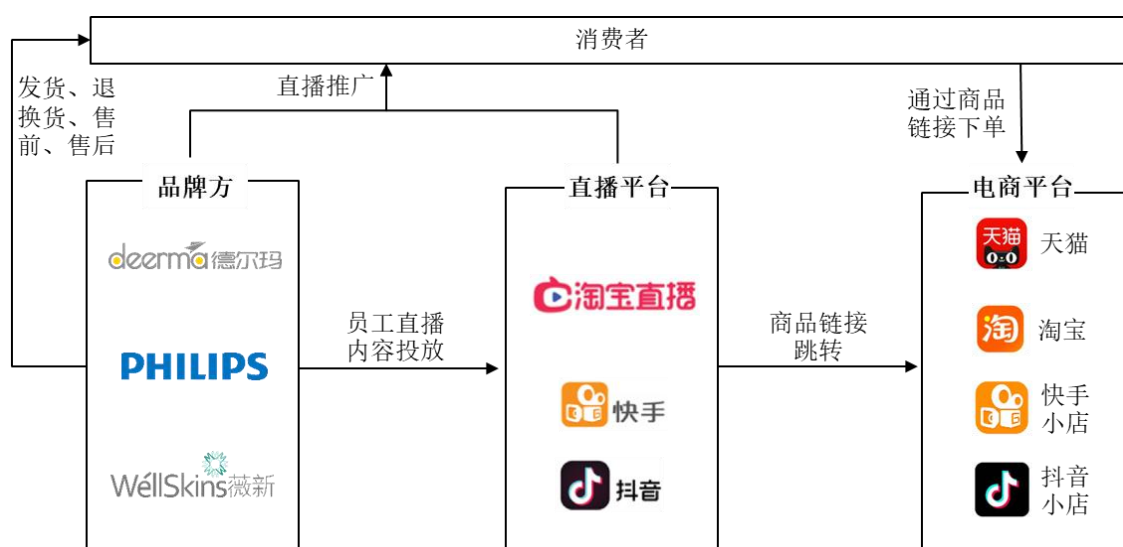 消费者
发货、退
换货、售
前、售后
直播推广
通过商品
链接下单
品牌方
直播平台
电商平台
deerma德尔玛
PHILIPS
WéllSkins薇新
员工直播
内容投放
淘宝直播
快手
抖音
商品链接
跳转
天猫
天猫
淘
淘宝
快手
小店
抖音
小店